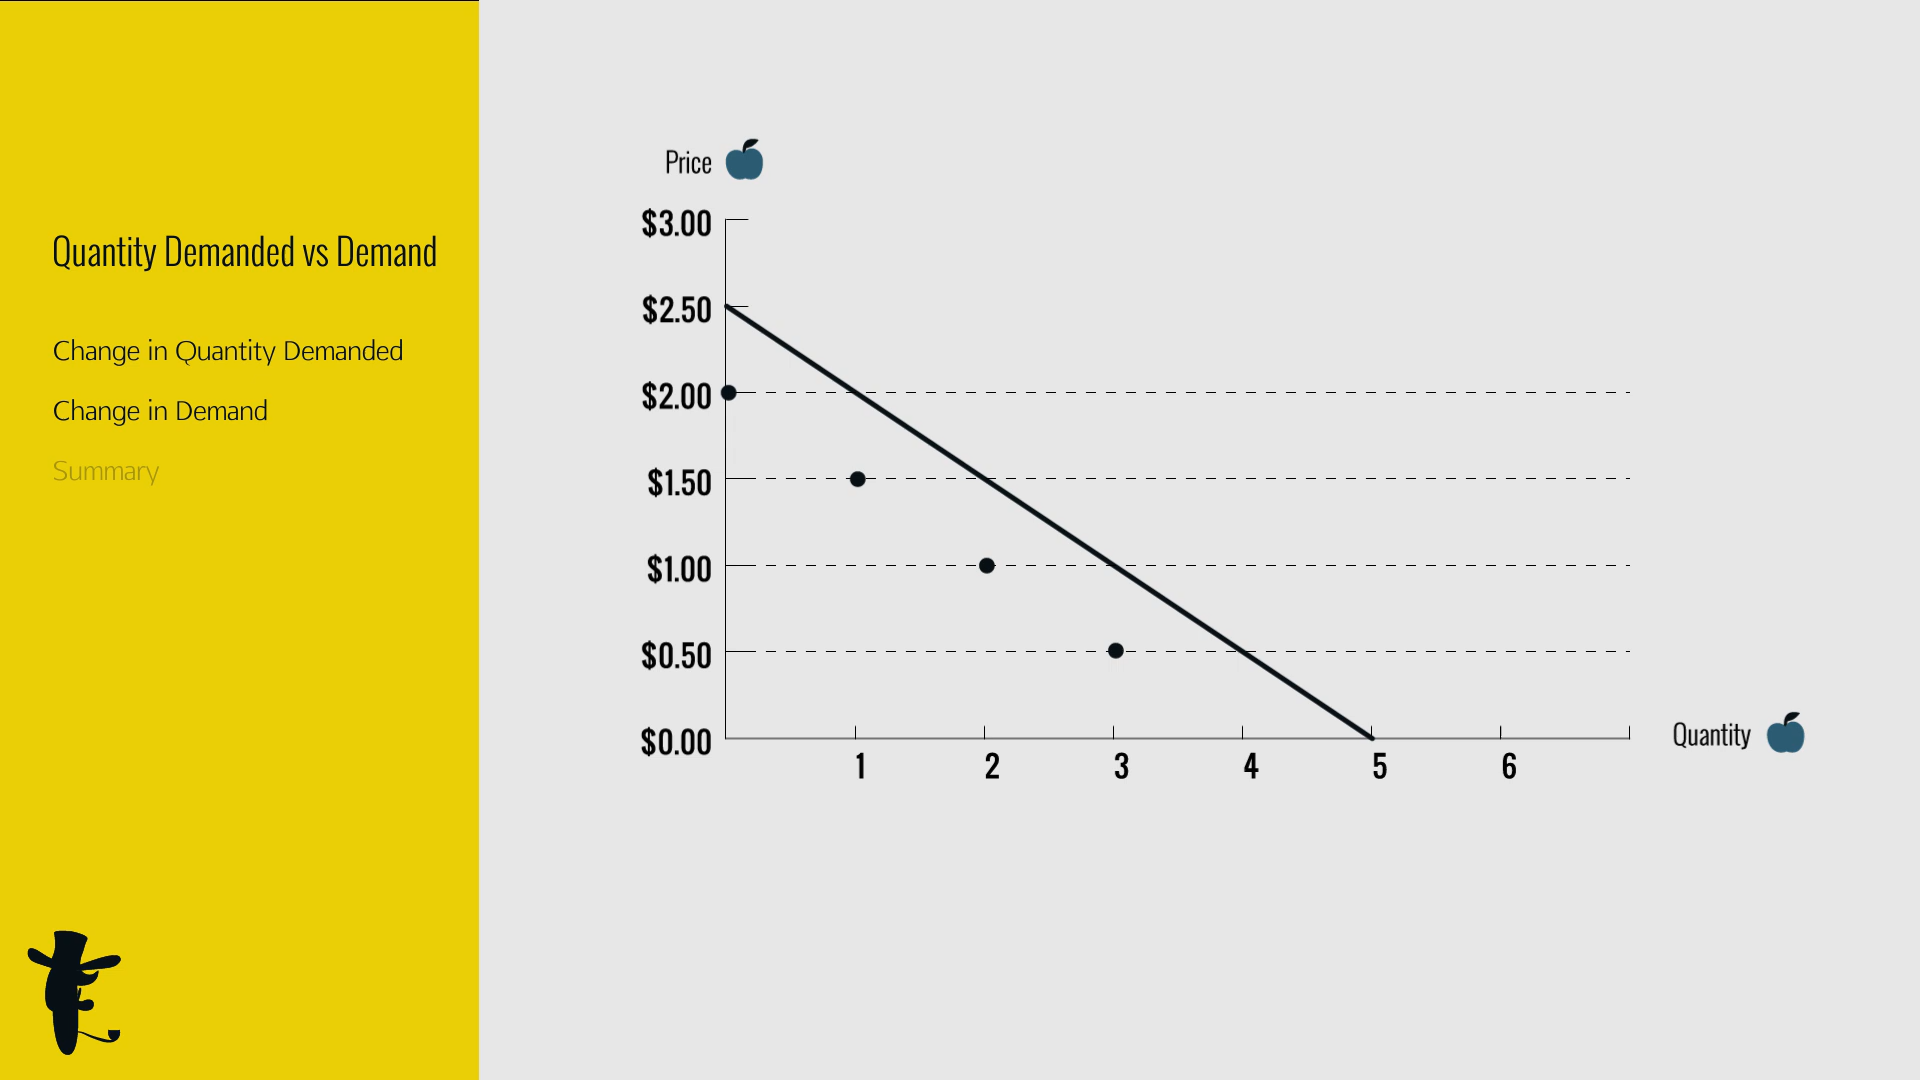 Quantity Demanded vs Demand
Change in Quantity Demanded
Change in Demand
Summary
Price
$3.00
$2.50
$2.00
$1.50
$1.00
$0.50
$0.00
1 2 3 4 5 6
Quantity